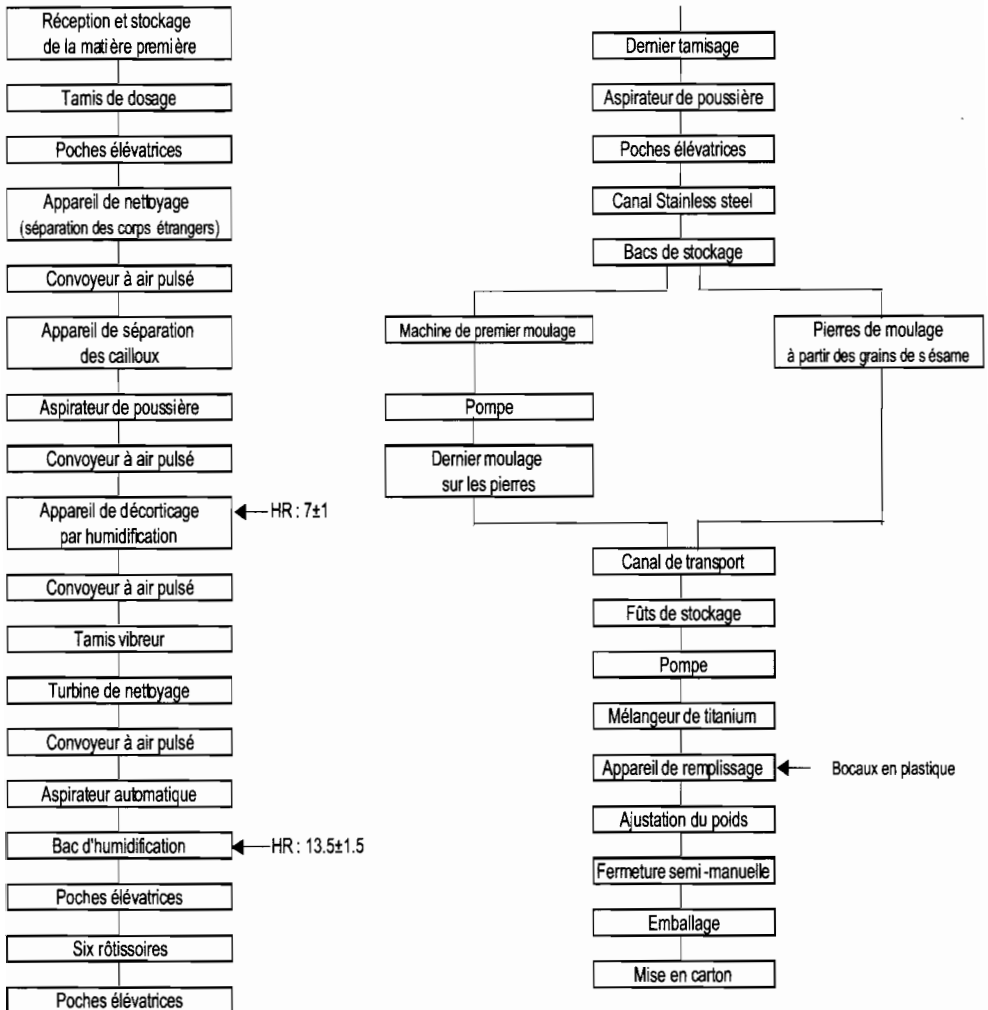 Réception et stockage
de la matière première
Tamis de dosage
Poches élévatrices
Appareil de nettoyage
(séparation des corps étrangers)
Convoyeur à air pulsé
Appareil de séparation
des cailloux
Aspirateur de poussière
Convoyeur à air pulsé
Appareil de décorticage
par humidification
HR : 7±1
Convoyeur à air pulsé
Tamis vibreur
Turbine de nettoyage
Convoyeur à air pulsé
Aspirateur automatique
Bac d'humidification
HR : 13.5±1.5
Poches élévatrices
Six rôtissoires
Poches élévatrices
Dernier tamisage
Aspirateur de poussière
Poches élévatrices
Canal Stainless steel
Bacs de stockage
Machine de premier moulage
Pompe
Dernier moulage
sur les pierres
Pierres de moulage
à partir des grains de sésame
Canal de transport
Fûts de stockage
Pompe
Mélangeur de titanium
Appareil de remplissage
Bocaux en plastique
Ajustation du poids
Fermeture semi-manuelle
Emballage
Mise en carton